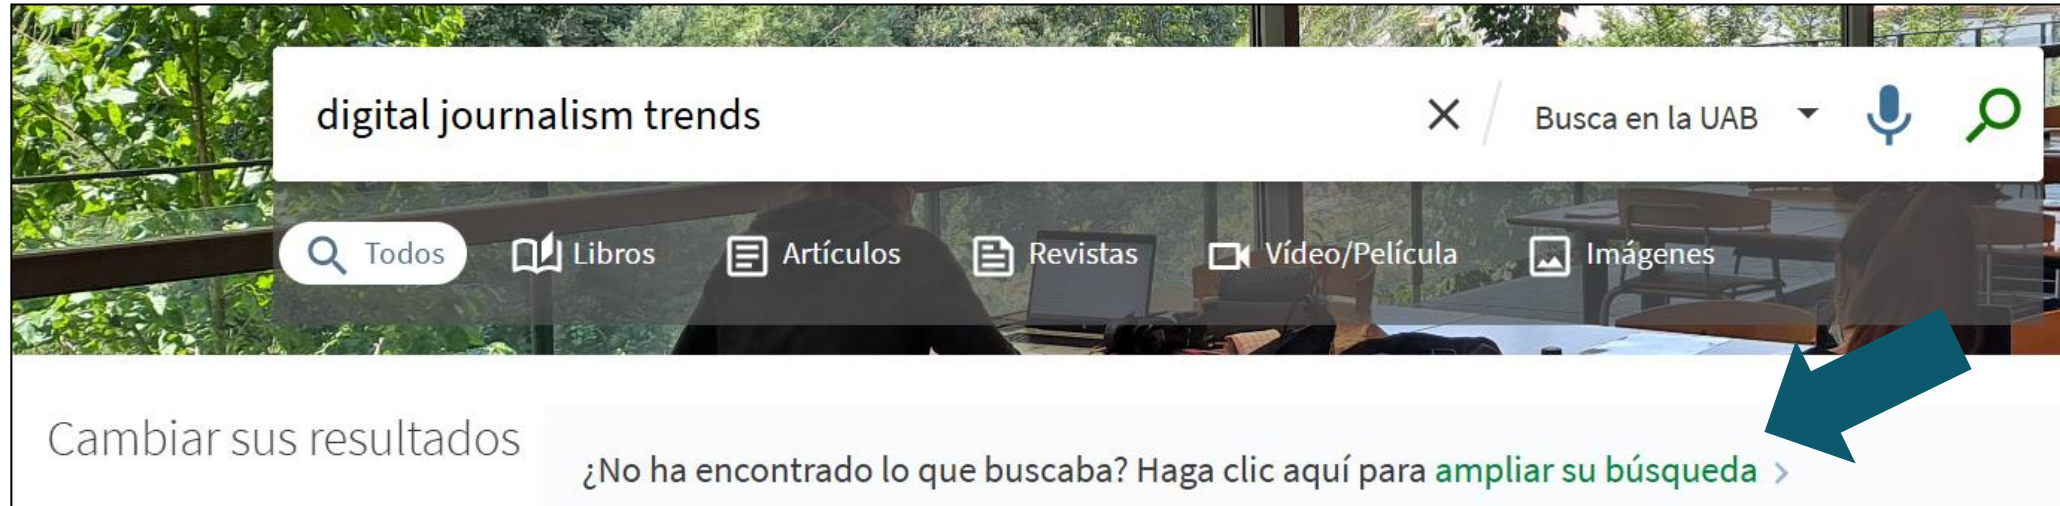 digital journalism trends
Busca en la UAB
Todos Libros Artículos Revistas Vídeo/Película Imágenes
Cambiar sus resultados
¿No ha encontrado lo que buscaba? Haga clic aquí para ampliar su búsqueda >